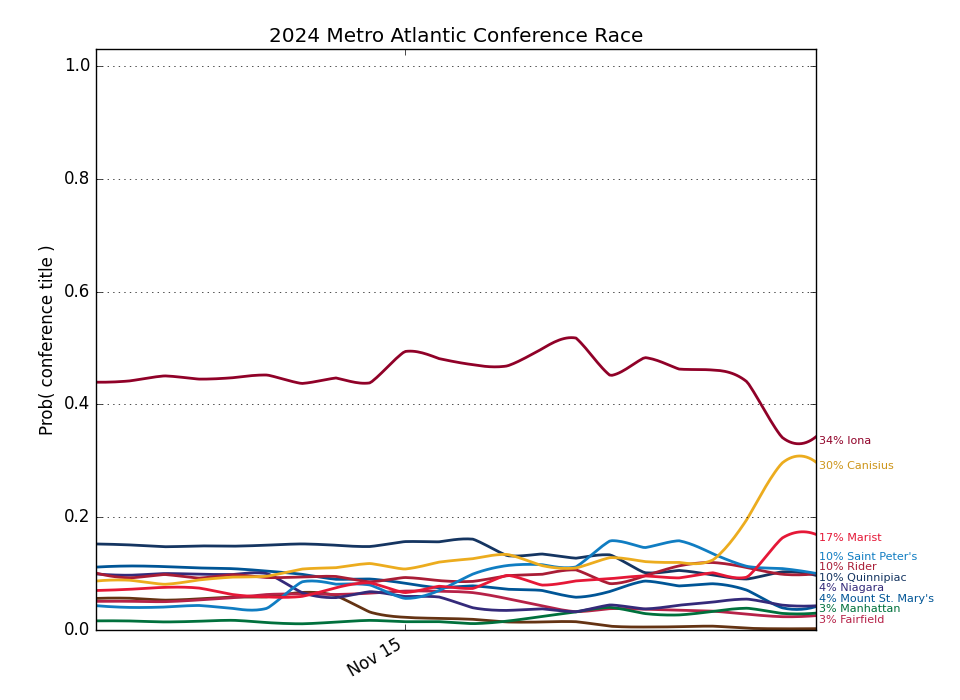 2024 Metro Atlantic Conference Race
Prob( conference title )
1.0
0.8
0.6
0.4
0.2
0.0
Nov 15
34% Iona
30% Canisius
17% Marist
10% Saint Peter's
10% Rider
10% Quinnipiac
4% Niagara
4% Mount St. Mary's
3% Manhattan
3% Fairfield